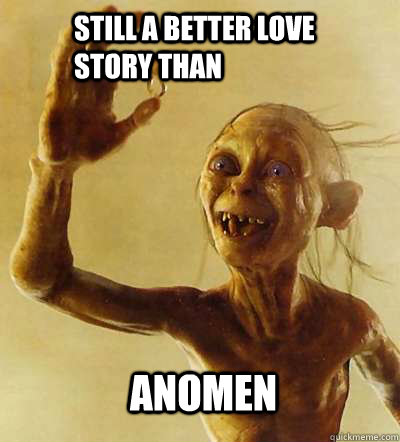 STILL A BETTER LOVE
STORY THAN
ANOMEN
quickmeme.com